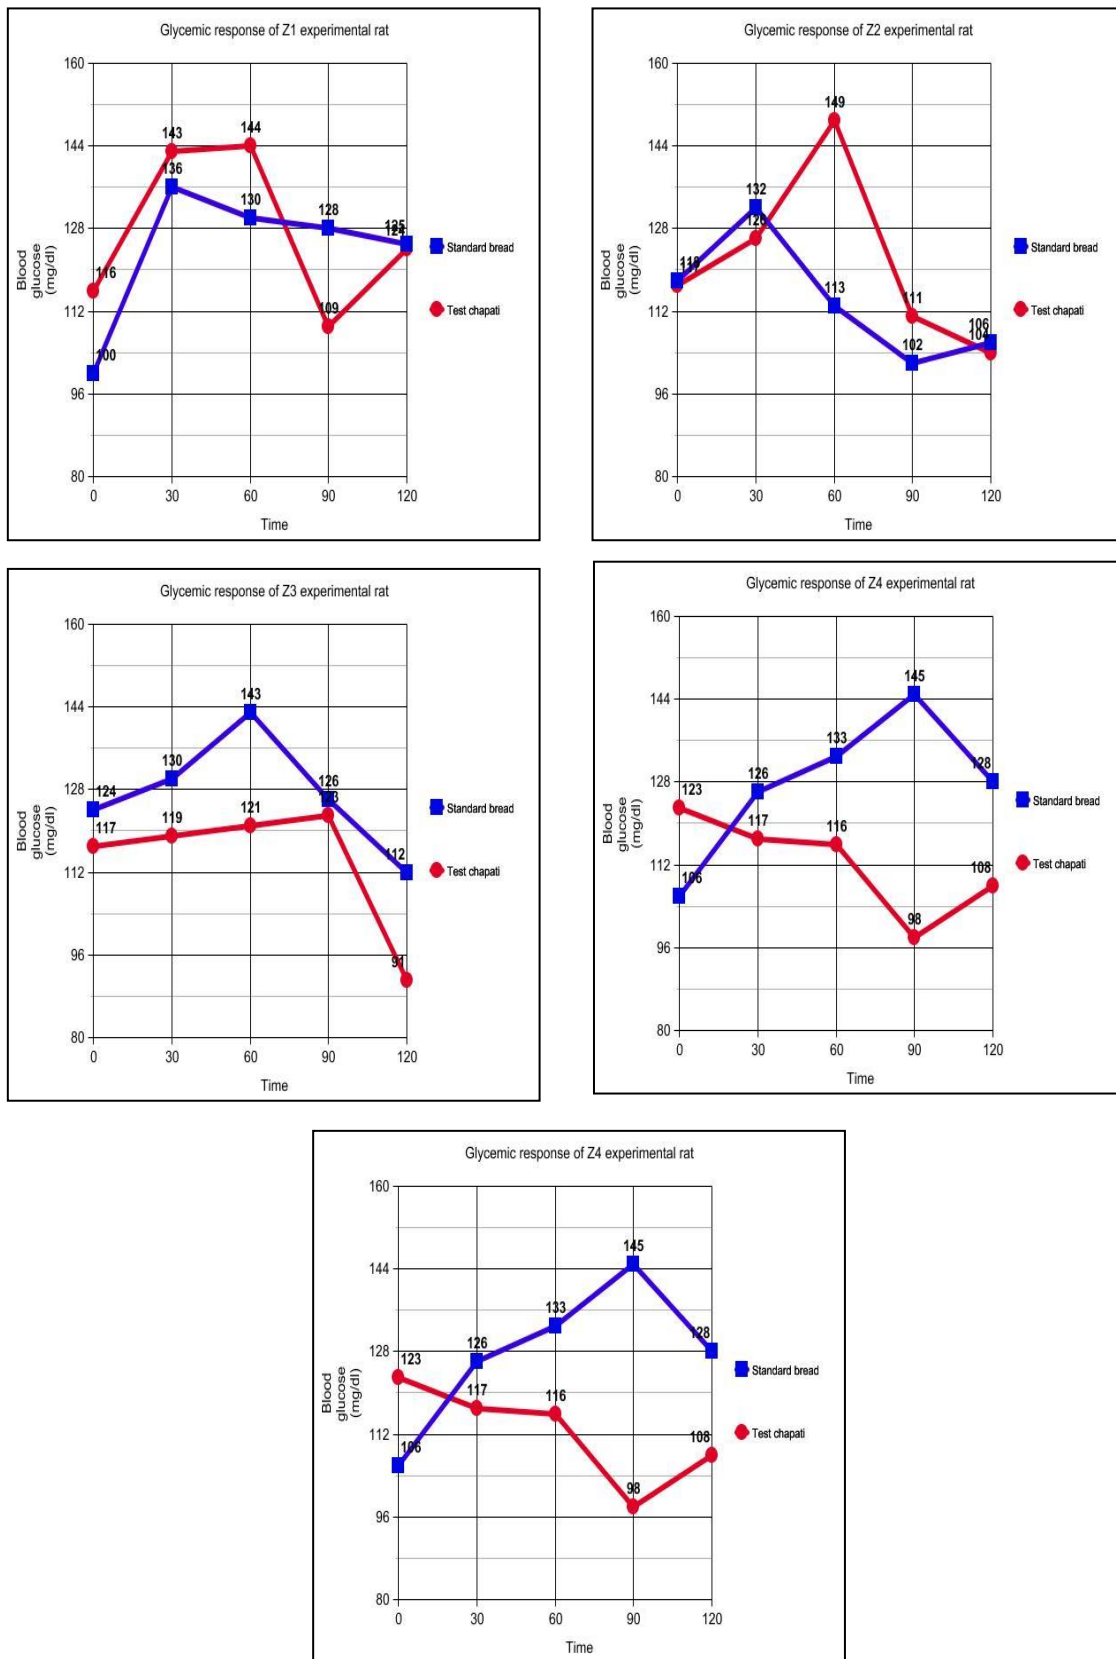 Glycemic response of Z1 experimental rat
160
144
128
112
96
80
Blood
glucose
(mg/dl)
116
143
144
109
124
100
136
130
128
125
0 30 60 90 120
Time
Standard bread
Test chapati
Glycemic response of Z2 experimental rat
160
144
128
112
96
80
Blood
glucose
(mg/dl)
118
117
132
126
149
113
111
102
106
104
0 30 60 90 120
Time
Standard bread
Test chapati
Glycemic response of Z3 experimental rat
160
144
128
112
96
80
Blood
glucose
(mg/dl)
124
130
143
126
112
117
119
121
123
91
0 30 60 90 120
Time
Standard bread
Test chapati
Glycemic response of Z4 experimental rat
160
144
128
112
96
80
Blood
glucose
(mg/dl)
106
126
133
145
128
123
117
116
98
108
0 30 60 90 120
Time
Standard bread
Test chapati
Glycemic response of Z4 experimental rat
160
144
128
112
96
80
Blood
glucose
(mg/dl)
106
126
133
145
128
123
117
116
98
108
0 30 60 90 120
Time
Standard bread
Test chapati